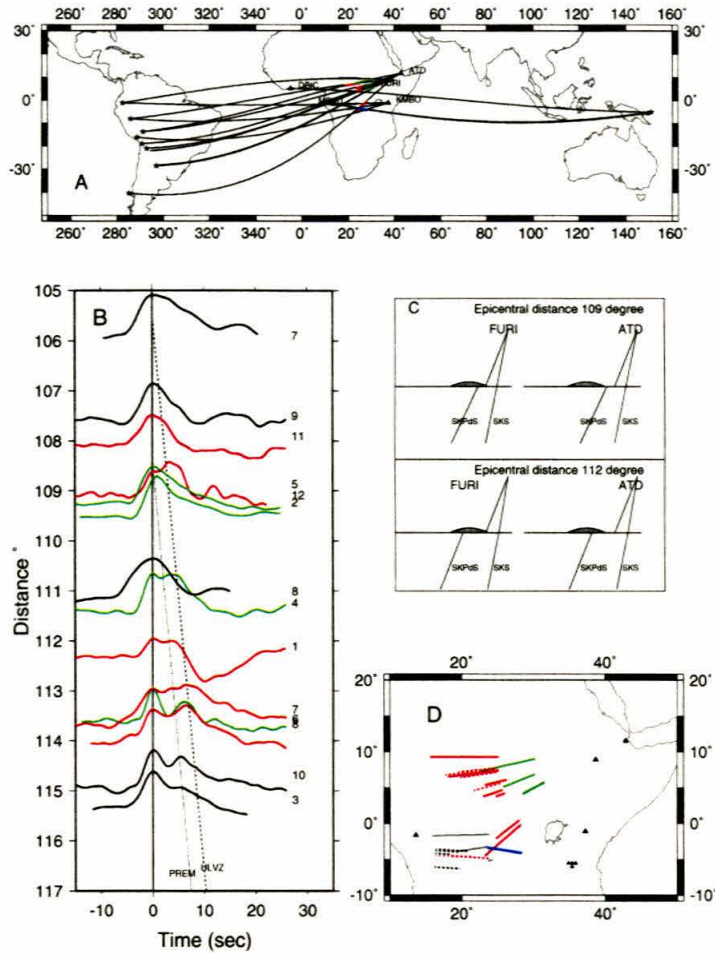 260° 280° 300° 320° 340° 0° 20° 40° 60° 80° 100° 120° 140° 160°
30° 30°
ATD
DBIC FURI
0° KMBO 0°
-30° -30°
A
260° 280° 300° 320° 340° 0° 20° 40° 60° 80° 100° 120° 140° 160°
B
105
106
107
108
109
110
111
112
113
114
115
116
117
Distance°
7
9
11
5
12
2
8
4
1
7
10
3
PREM
ULVZ
-10 0 10 20 30
Time (sec)
C
Epicentral distance 109 degree
FURI ATD
SKPdS SKS SKPdS SKS
Epicentral distance 112 degree
FURI ATD
SKPdS SKS SKPdS SKS
20° 40°
20° 20°
D
10° 10°
0° 0°
-10° -10°
20° 40°